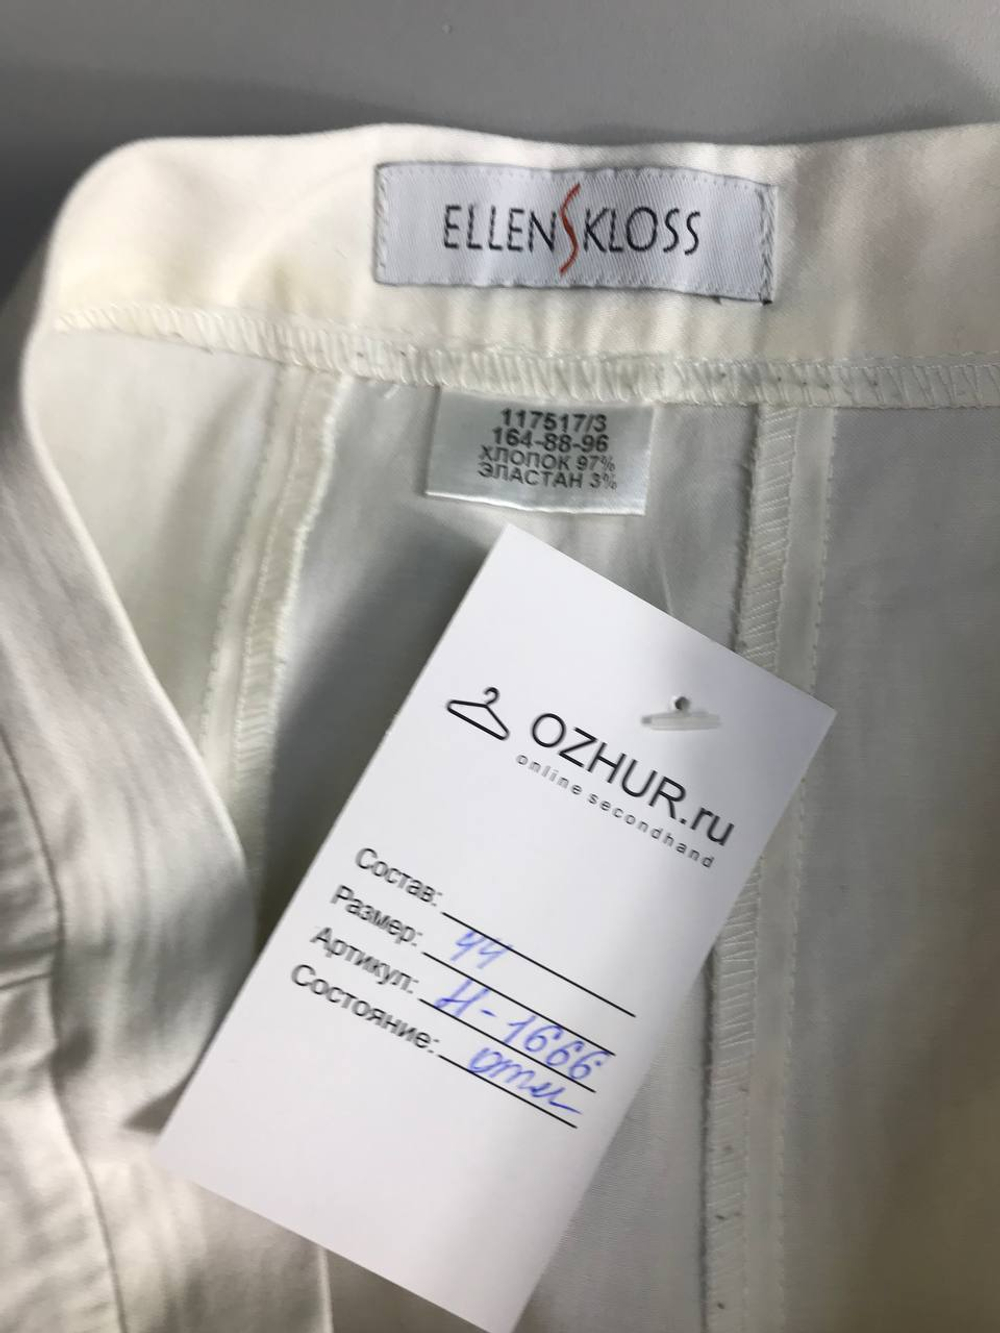 ELLEN KLOSS
117517/3
164-88-96
ХЛОПОК 97%
ЭЛАСТАН 3%
OZHUR.ru
online secondhand
Состав:
Размер: 44
Артикул: Н-1666
Состояние: отл